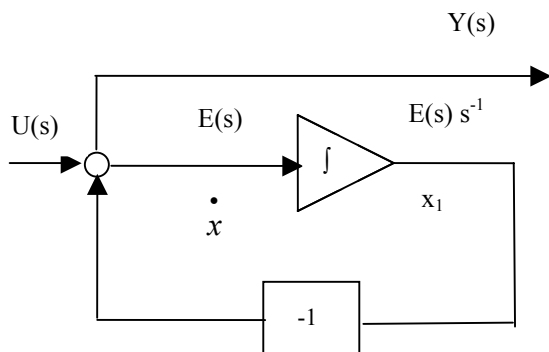 Y(s)
U(s)
E(s)
E(s) s⁻¹
∫
ẋ
x₁
-1